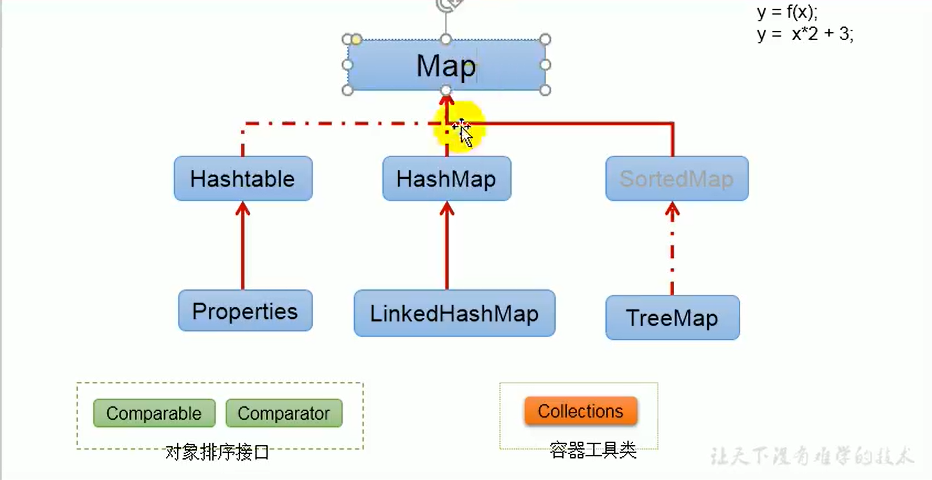 y = f(x);
y = x*2 + 3;
Map
Hashtable
HashMap
SortedMap
Properties
LinkedHashMap
TreeMap
Comparable
Comparator
Collections
对象排序接口
容器工具类
让天下没有难学的技术